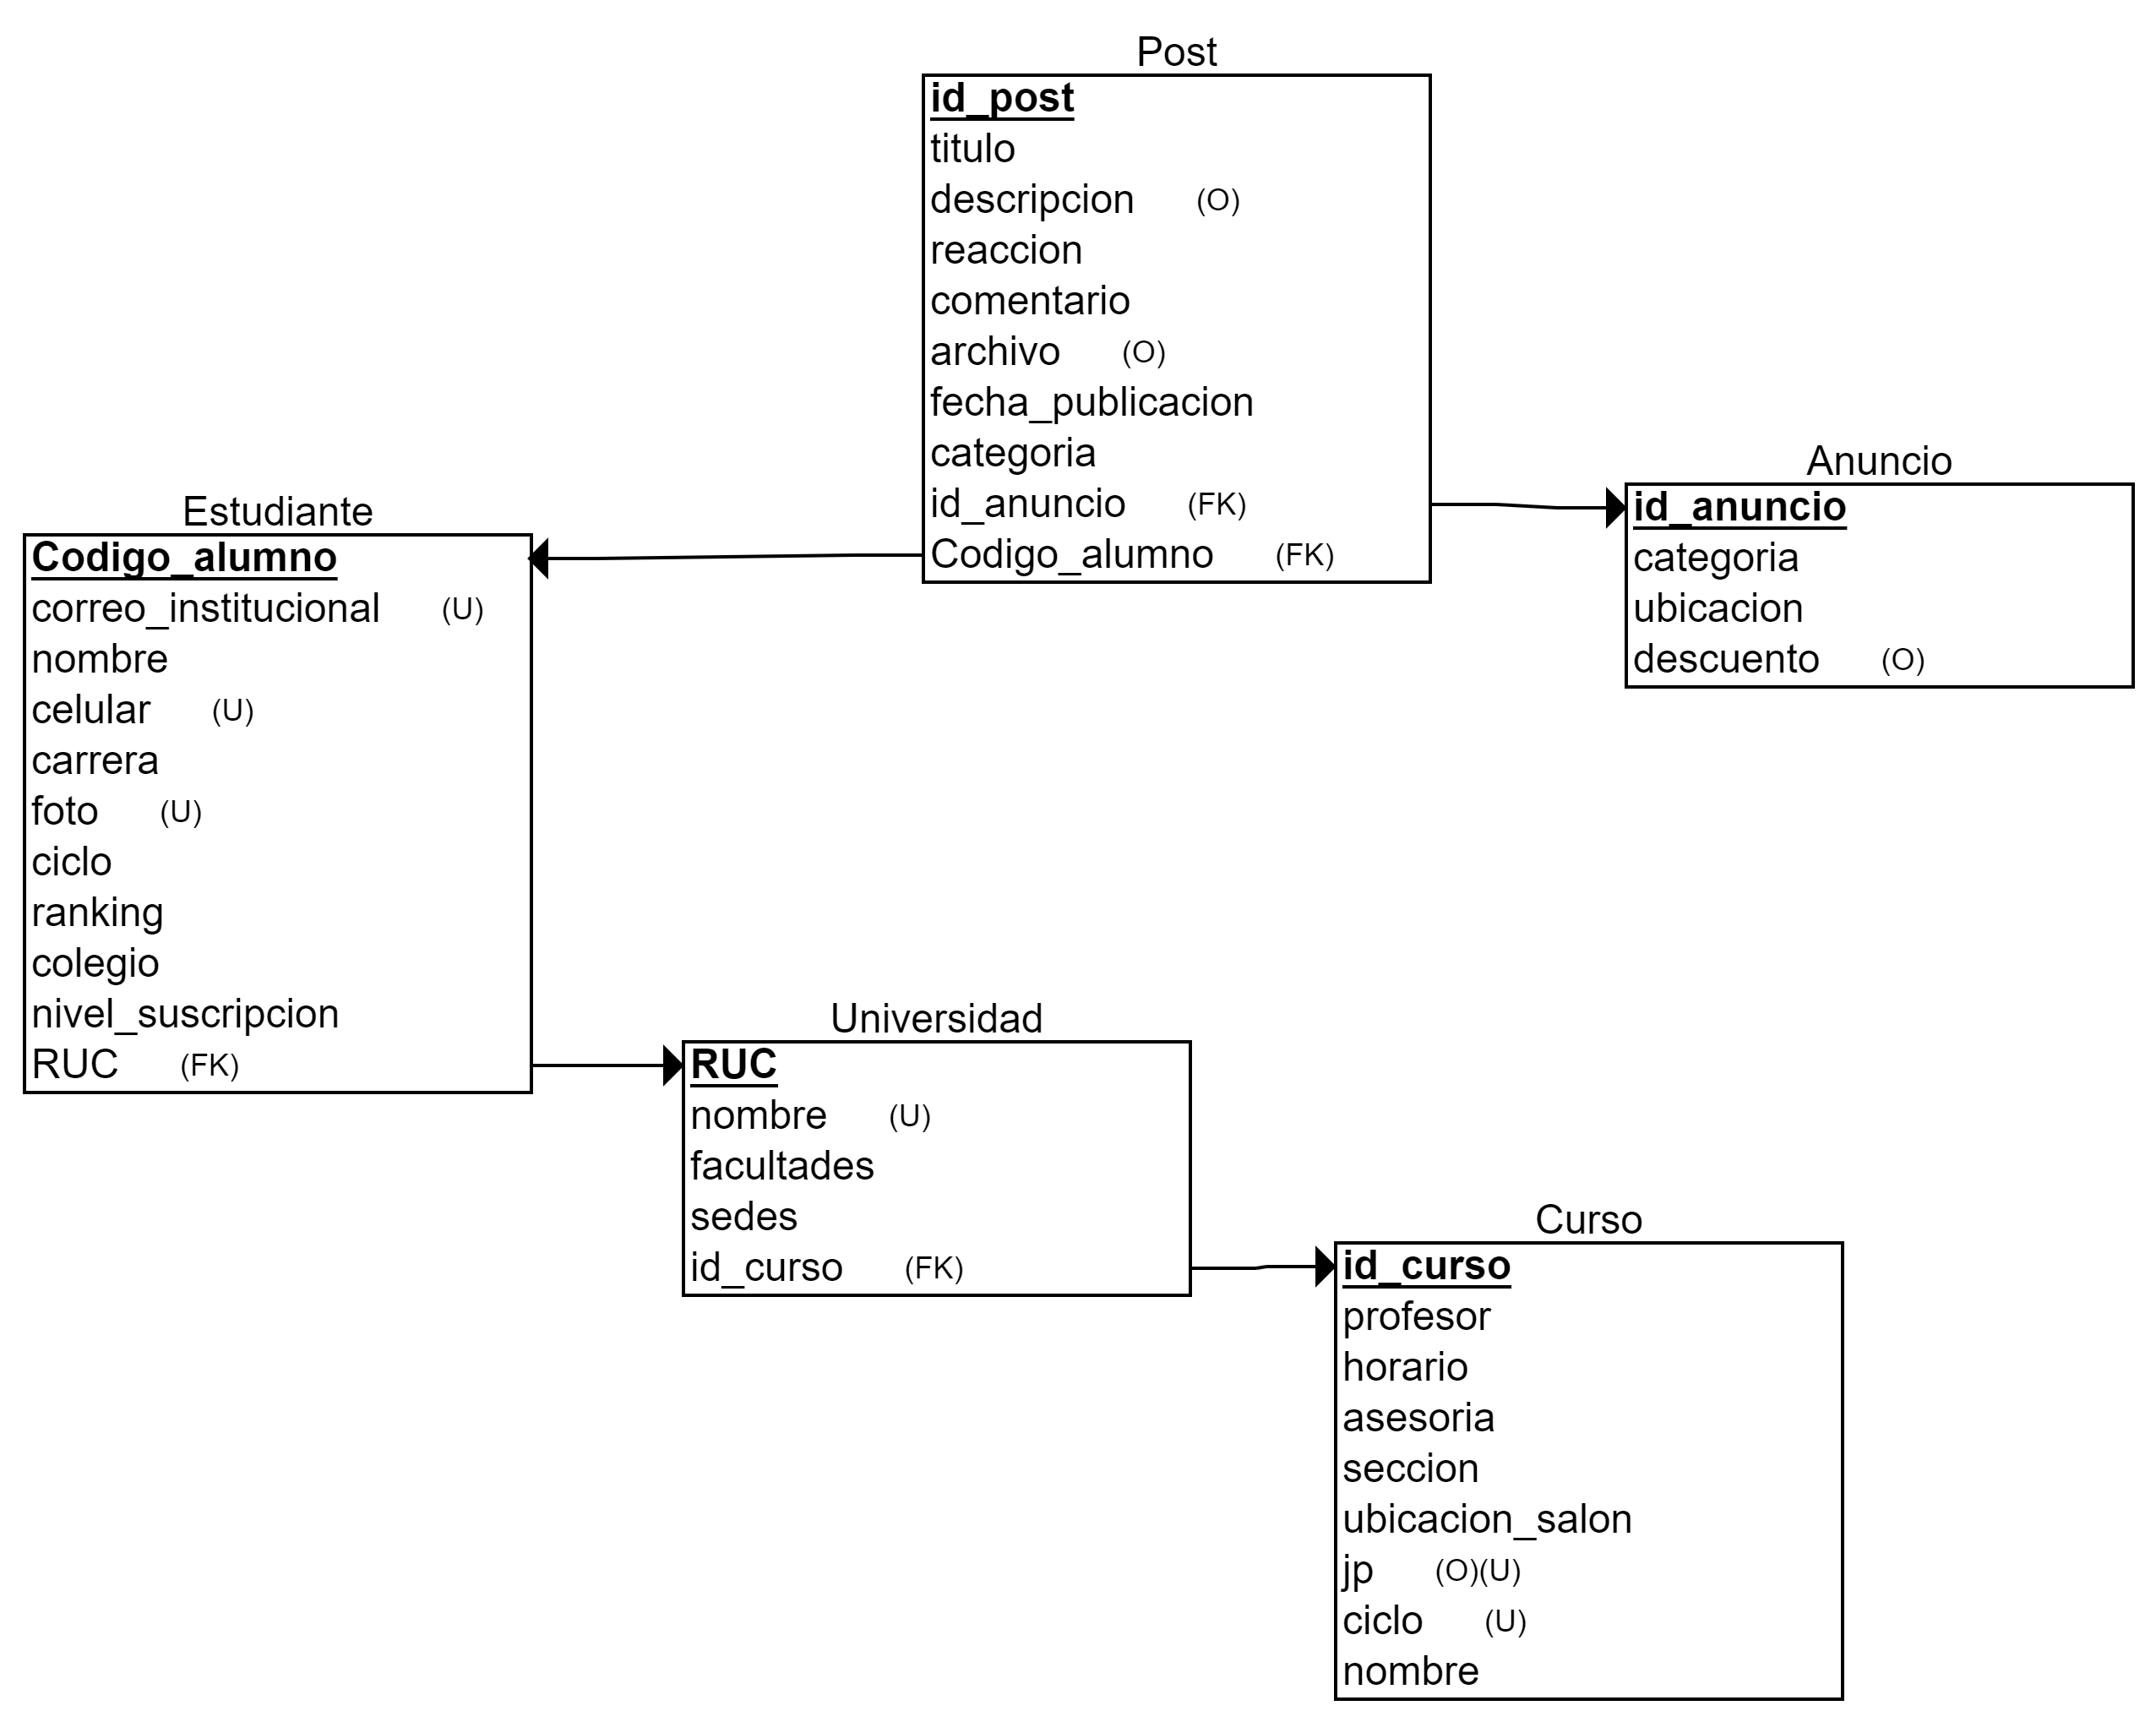 Post
id_post
titulo
descripcion (O)
reaccion
comentario
archivo (O)
fecha_publicacion
categoria
id_anuncio (FK)
Codigo_alumno (FK)
Anuncio
id_anuncio
categoria
ubicacion
descuento (O)
Estudiante
Codigo_alumno
correo_institucional (U)
nombre
celular (U)
carrera
foto (U)
ciclo
ranking
colegio
nivel_suscripcion
RUC (FK)
Universidad
RUC
nombre (U)
facultades
sedes
id_curso (FK)
Curso
id_curso
profesor
horario
asesoria
seccion
ubicacion_salon
jp (O)(U)
ciclo (U)
nombre